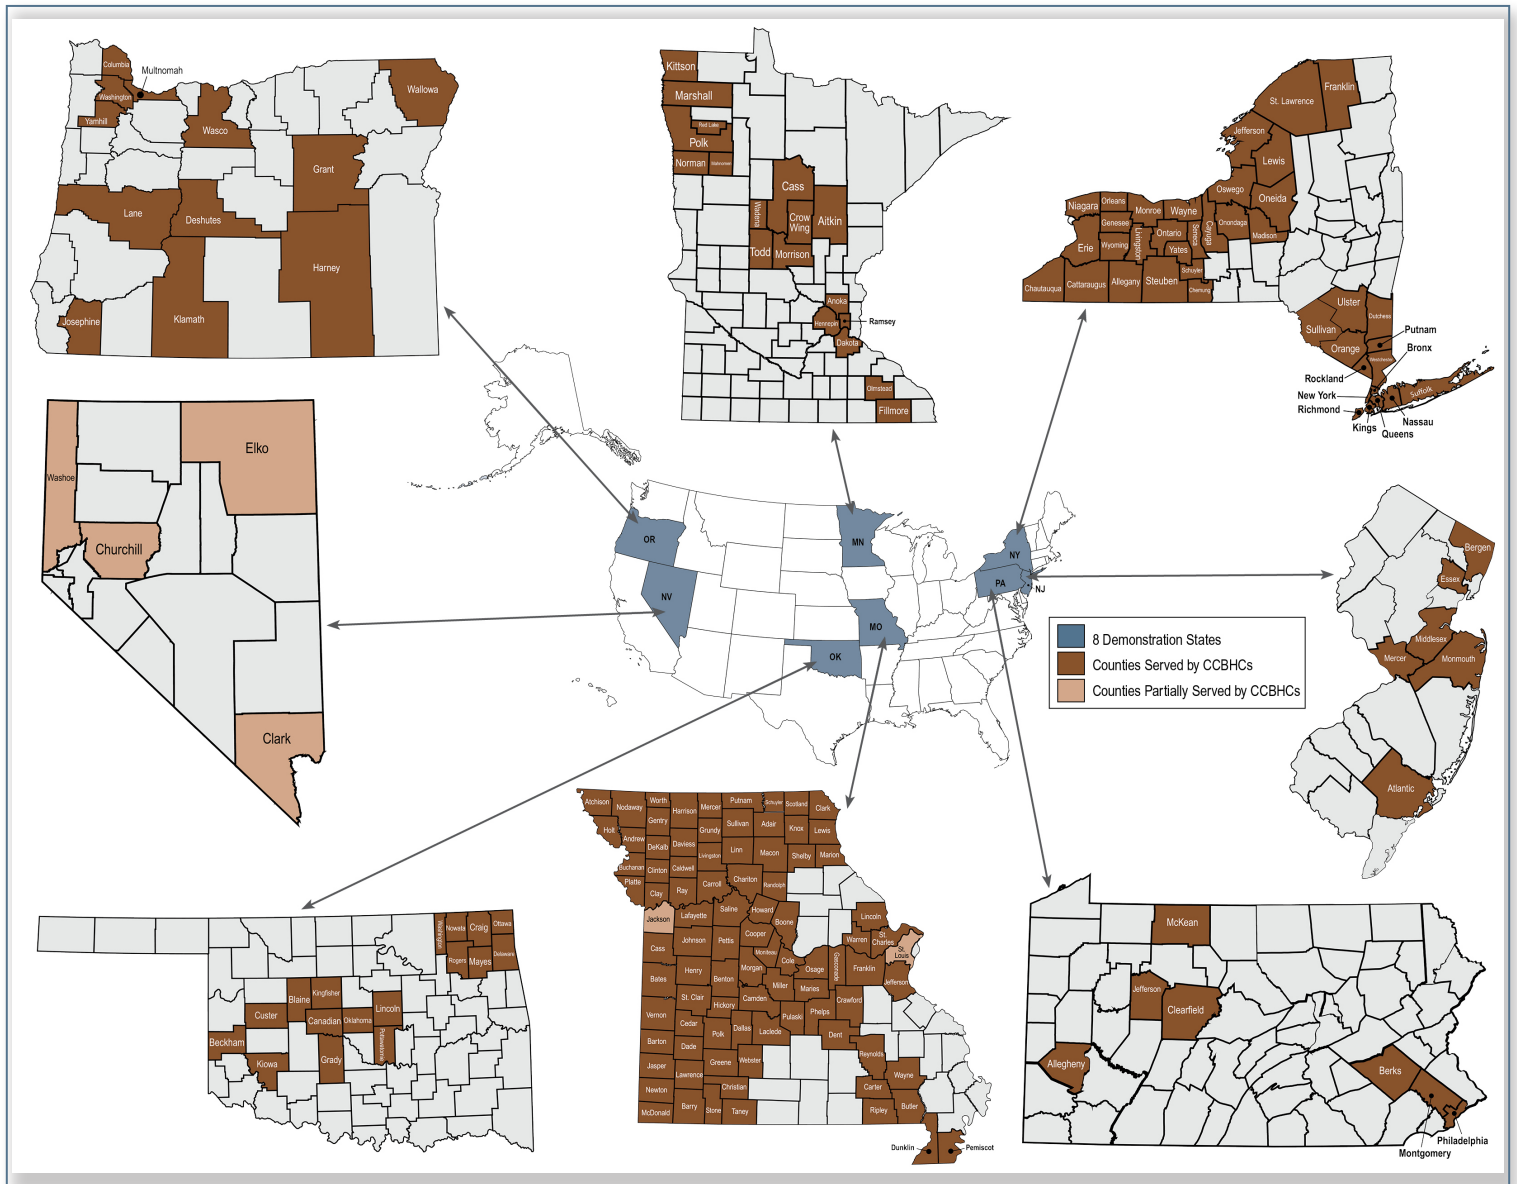 Columbia
Multnomah
Washington
Yamhill
Wasco
Wallowa
Grant
Lane
Deshutes
Harney
Josephine
Klamath
Kittson
Marshall
Red Lake
Polk
Norman
Mahnomen
Cass
Wadena
Crow
Wing
Aitkin
Todd
Morrison
Anoka
Hennepin
Ramsey
Dakota
Olmstead
Fillmore
Franklin
St. Lawrence
Jefferson
Lewis
Oswego
Oneida
Niagara
Orleans
Monroe
Wayne
Genesee
Ontario
Seneca
Cayuga
Onondaga
Madison
Erie
Wyoming
Livingston
Yates
Schuyler
Chautauqua
Cattaraugus
Allegany
Steuben
Chemung
Ulster
Dutchess
Sullivan
Orange
Putnam
Westchester
Bronx
Rockland
New York
Richmond
Kings
Queens
Nassau
Suffolk
Elko
Washoe
Churchill
Clark
OR
NV
MN
NY
PA
NJ
MO
OK
8 Demonstration States
Counties Served by CCBHCs
Counties Partially Served by CCBHCs
Bergen
Essex
Middlesex
Mercer
Monmouth
Atlantic
Washington
Nowata
Craig
Ottawa
Rogers
Mayes
Delaware
Blaine
Kingfisher
Custer
Canadian
Oklahoma
Lincoln
Pottawatomie
Beckham
Kiowa
Grady
Atchison
Nodaway
Worth
Harrison
Mercer
Putnam
Schuyler
Scotland
Clark
Gentry
Holt
Andrew
DeKalb
Daviess
Grundy
Sullivan
Adair
Knox
Lewis
Livingston
Linn
Macon
Shelby
Marion
Buchanan
Clinton
Caldwell
Platte
Clay
Ray
Carroll
Chariton
Randolph
Jackson
Lafayette
Saline
Howard
Boone
Lincoln
Cass
Johnson
Pettis
Cooper
Moniteau
Cole
Warren
St.
Charles
St.
Louis
Bates
Henry
Benton
Morgan
Miller
Osage
Gasconade
Franklin
Jefferson
Maries
Vernon
St. Clair
Hickory
Camden
Pulaski
Phelps
Crawford
Barton
Cedar
Polk
Dallas
Laclede
Dent
Dade
Jasper
Greene
Webster
Reynolds
Lawrence
Wayne
Newton
Christian
Carter
McDonald
Barry
Stone
Taney
Ripley
Butler
Dunklin
Pemiscot
McKean
Jefferson
Clearfield
Allegheny
Berks
Philadelphia
Montgomery